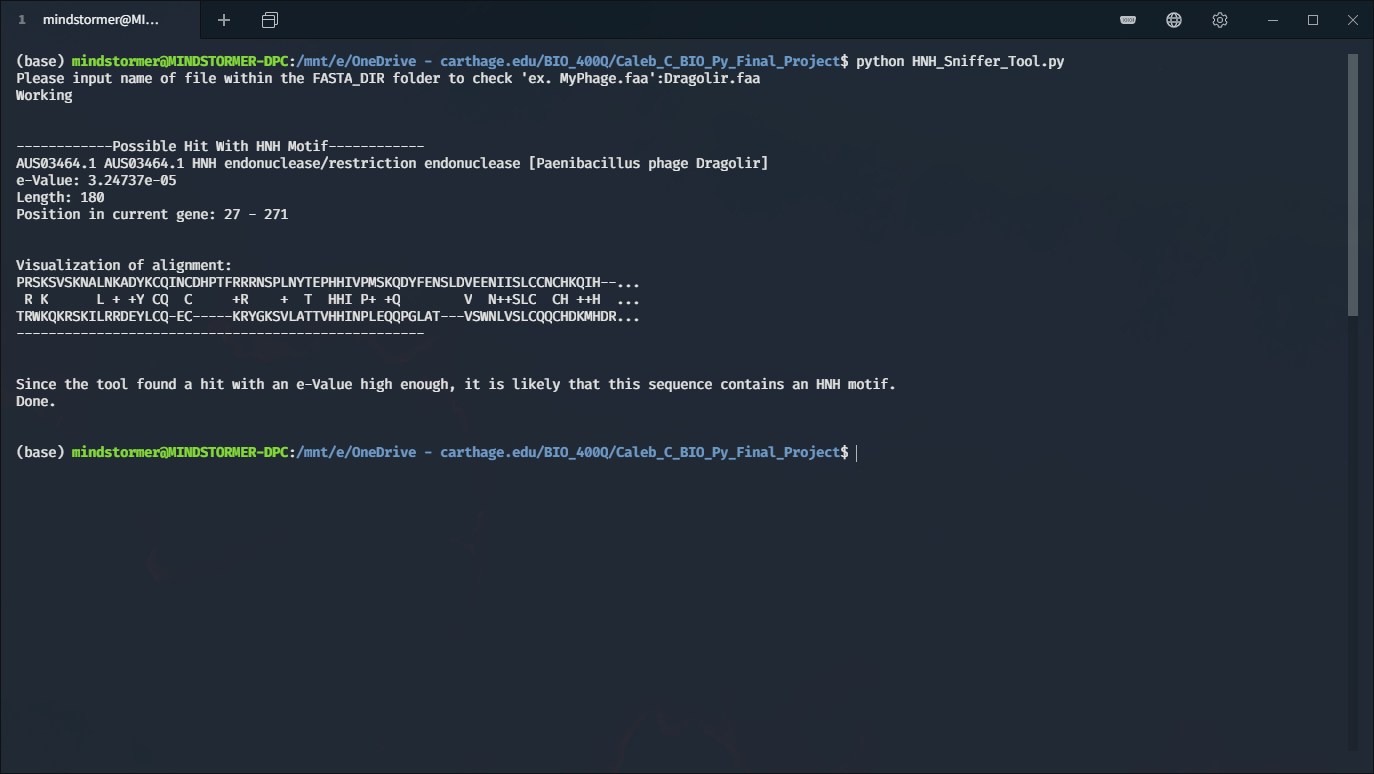 1 mindstormer@MI...
(base) mindstormer@MINDSTORMER-DPC:/mnt/e/OneDrive - carthage.edu/BIO_400Q/Caleb_C_BIO_Py_Final_Project$ python HNH_Sniffer_Tool.py
Please input name of file within the FASTA_DIR folder to check 'ex. MyPhage.faa':Dragolir.faa
Working
------------Possible Hit With HNH Motif------------
AUS03464.1 AUS03464.1 HNH endonuclease/restriction endonuclease [Paenibacillus phage Dragolir]
e-Value: 3.24737e-05
Length: 180
Position in current gene: 27 - 271
Visualization of alignment:
PRSKSVSKNALNKADYKCQINCDHPTFRRRNSPLNYTEPHHIVPMSKQDYFENSLDVEENIISLCCNCHKQIH--...
 R K      L + +Y CQ  C     +R    +  T  HHI P+ +Q        V  N++SLC  CH ++H  ...
TRWKQKRSKILRRDEYLCQ-EC-----KRYGKSVLATTVHHINPLEQQPGLAT---VSWNLVSLCQQCHDKMHDR...
---------------------------------------------------
Since the tool found a hit with an e-Value high enough, it is likely that this sequence contains an HNH motif.
Done.
(base) mindstormer@MINDSTORMER-DPC:/mnt/e/OneDrive - carthage.edu/BIO_400Q/Caleb_C_BIO_Py_Final_Project$